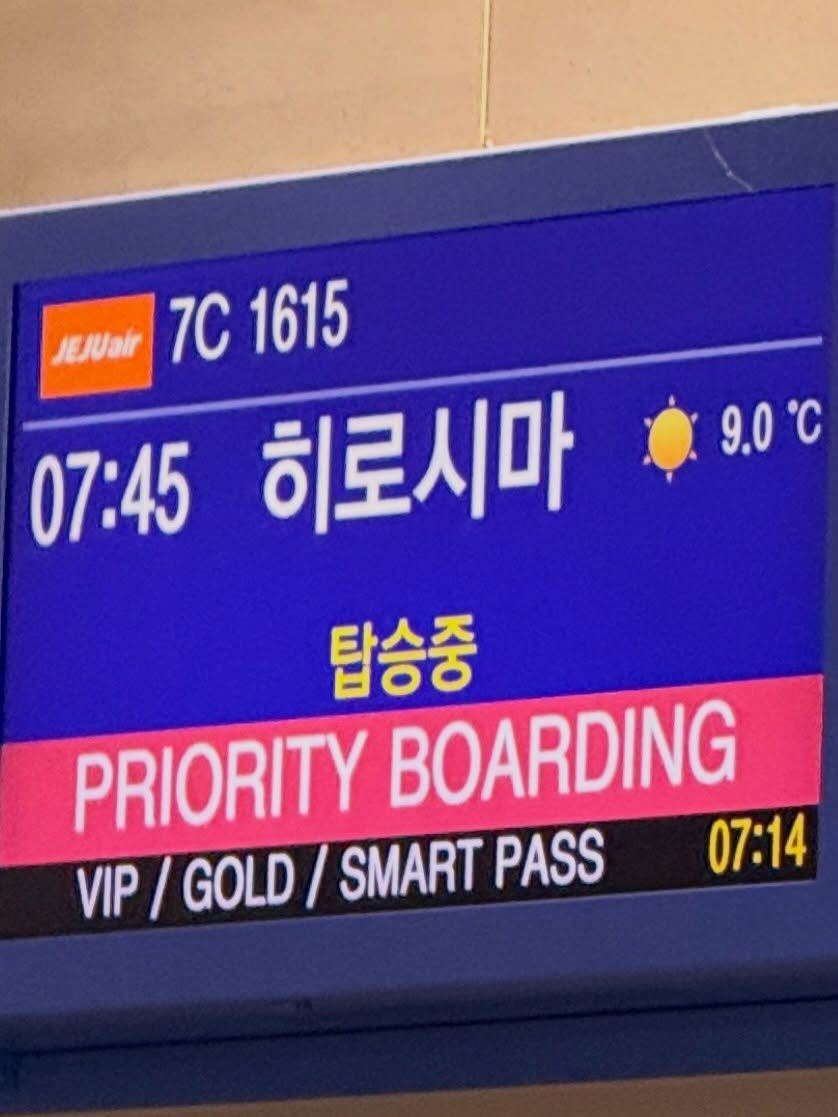 JEJUair 7C 1615
07:45 히로시마 9.0 ℃
탑승중
PRIORITY BOARDING
VIP / GOLD / SMART PASS 07:14